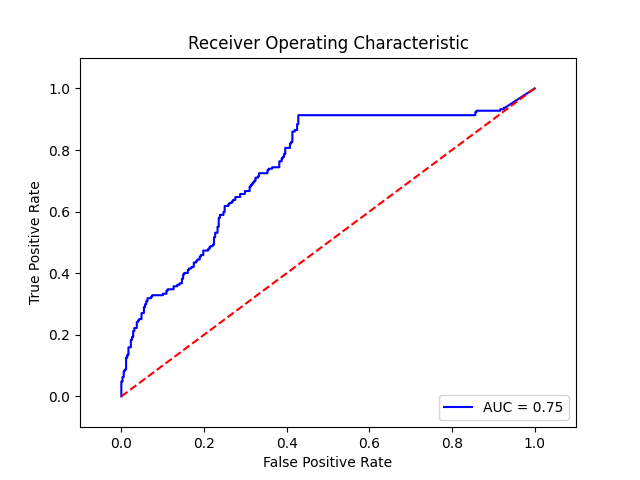 Receiver Operating Characteristic
True Positive Rate
1.0
0.8
0.6
0.4
0.2
0.0
0.0 0.2 0.4 0.6 0.8 1.0
False Positive Rate
AUC = 0.75